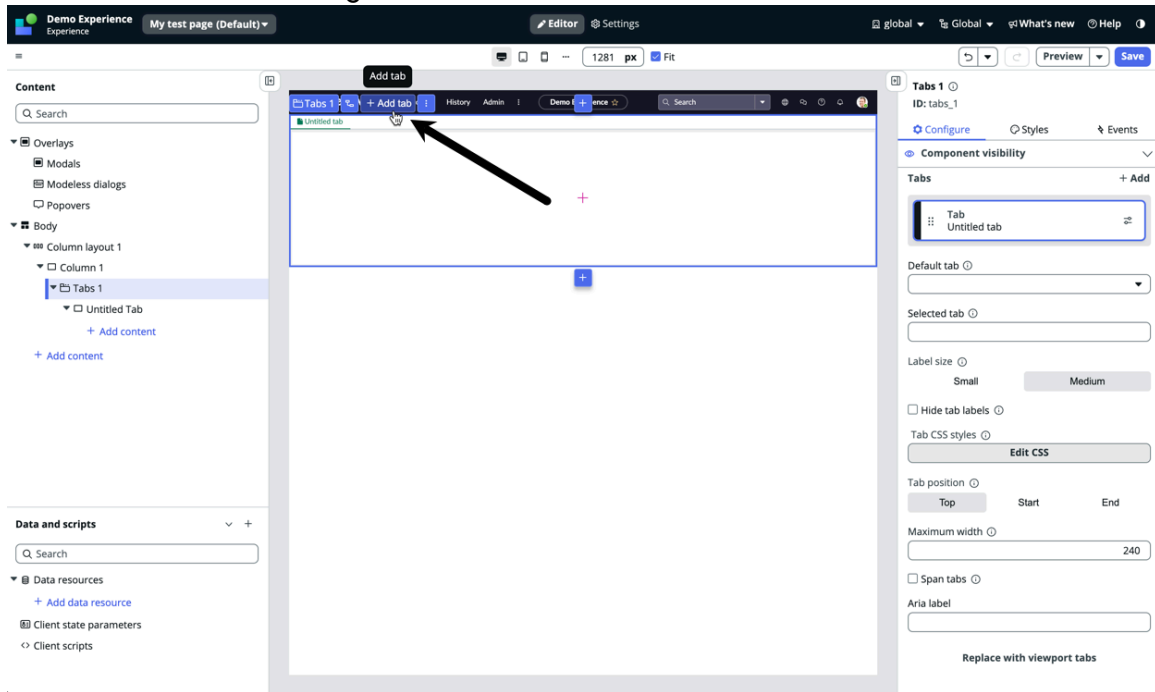 Demo Experience
Experience
My test page (Default)
Editor
Settings
global
Global
What's new
Help
1281 px
Fit
Preview
Save
Content
Search
Overlays
Modals
Modeless dialogs
Popovers
Body
Column layout 1
Column 1
Tabs 1
Untitled Tab
+ Add content
+ Add content
Data and scripts
Search
Data resources
+ Add data resource
Client state parameters
Client scripts
Add tab
Tabs 1
+ Add tab
History
Admin
Search
Untitled tab
Tabs 1
ID: tabs_1
Configure
Styles
Events
Component visibility
Tabs
+ Add
Tab
Untitled tab
Default tab
Selected tab
Label size
Small
Medium
Hide tab labels
Tab CSS styles
Edit CSS
Tab position
Top
Start
End
Maximum width
240
Span tabs
Aria label
Replace with viewport tabs